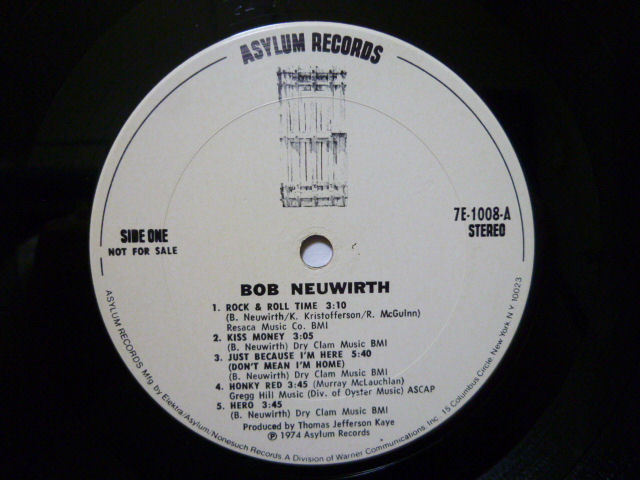 ASYLUM RECORDS
7E-1008-A
STEREO
SIDE ONE
NOT FOR SALE
BOB NEUWIRTH
1. ROCK & ROLL TIME 3:10
(B. Neuwirth/K. Kristofferson/R. McGuinn)
Resaca Music Co. BMI
2. KISS MONEY 3:05
(B. Neuwirth) Dry Clam Music BMI
3. JUST BECAUSE I'M HERE 5:40
(DON'T MEAN I'M HOME)
(B. Neuwirth) Dry Clam Music BMI
4. HONKY RED 3:45 (Murray McLauchlan)
Gregg Hill Music (Div. of Oyster Music) ASCAP
5. HERO 3:45
(B. Neuwirth) Dry Clam Music BMI
Produced by Thomas Jefferson Kaye
℗ 1974 Asylum Records
ASYLUM RECORDS Mfg. by Elektra/Asylum/Nonesuch Records. A Division of Warner Communications, Inc. 15 Columbus Circle, New York, N Y 10023